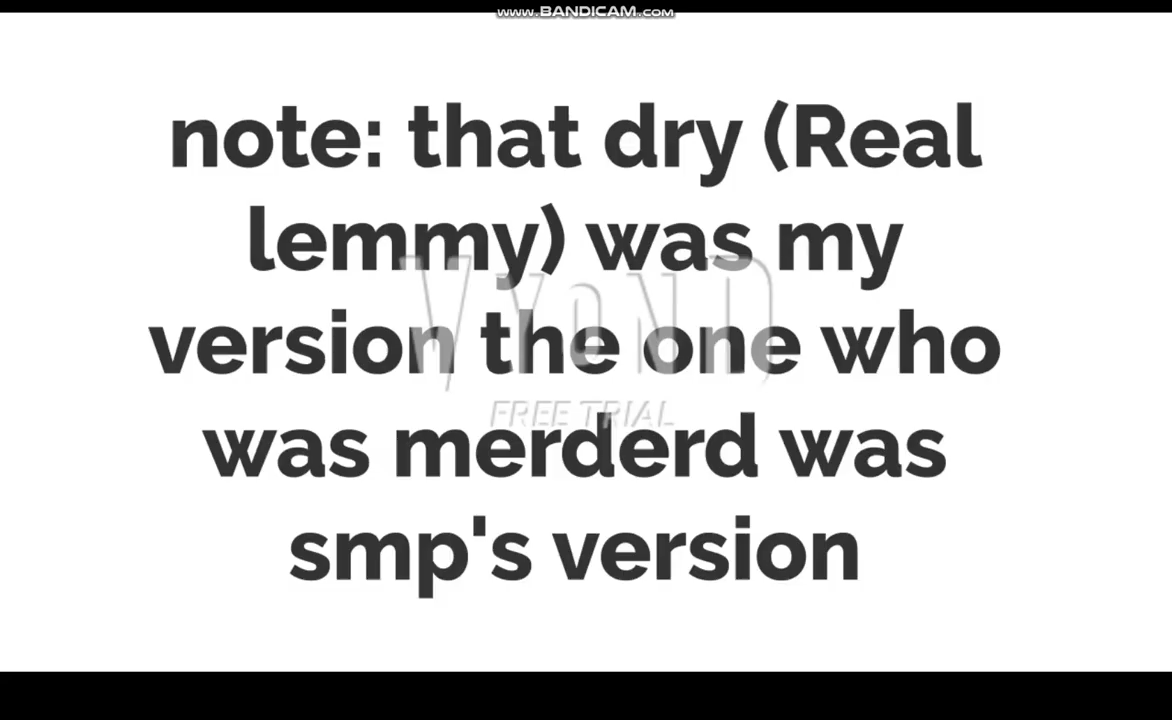 www.BANDICAM.com
note: that dry (Real
lemmy) was my
version the one who
was merderd was
smp's version
VYOND
FREE TRIAL